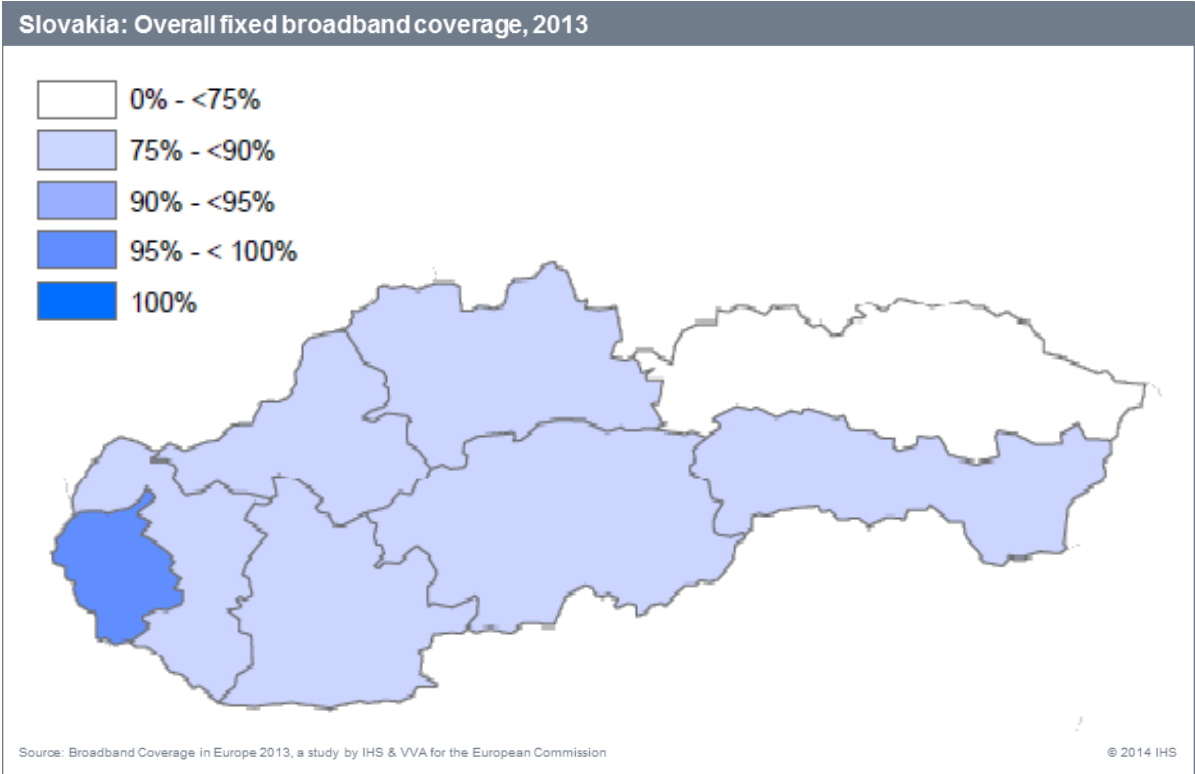 Slovakia: Overall fixed broadband coverage, 2013
0% - <75%
75% - <90%
90% - <95%
95% - < 100%
100%
Source: Broadband Coverage in Europe 2013, a study by IHS & VVA for the European Commission
© 2014 IHS